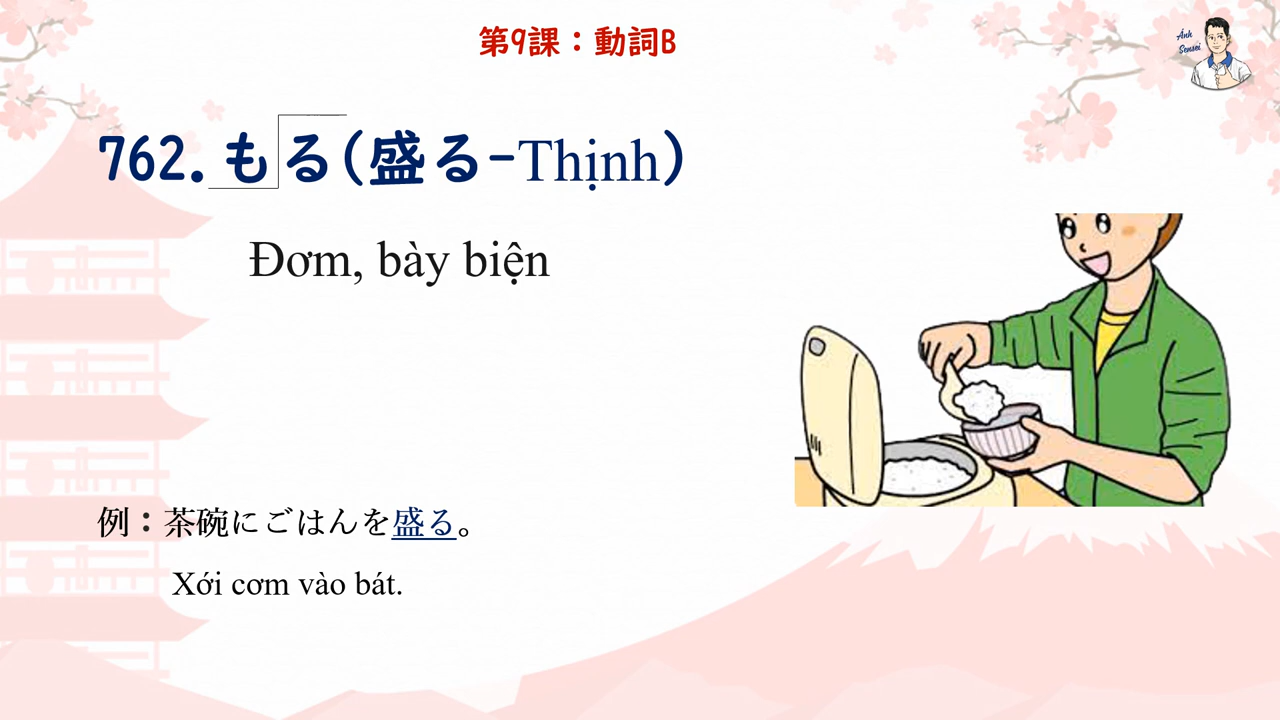 第9課：動詞B
Ánh
Sensei
762.もる(盛る-Thịnh)
Đơm, bày biện
例：茶碗にごはんを盛る。
Xới cơm vào bát.